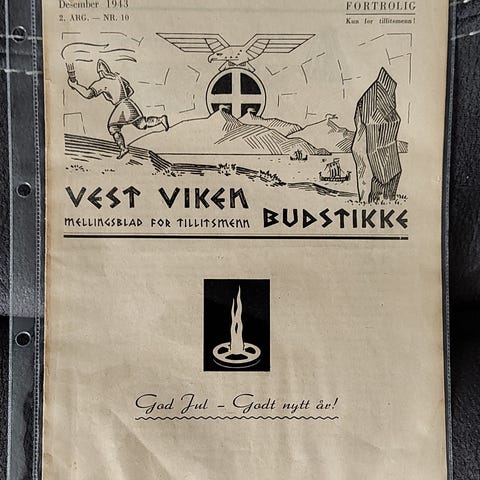 Desember 1943
FORTROLIG
2. ARG. — NR. 10
Kun for tillitsmenn!
VEST VIKEN
BUDSTIKKE
MELLINGSBLAD FOR TILLITSMENN
God Jul – Godt nytt år!